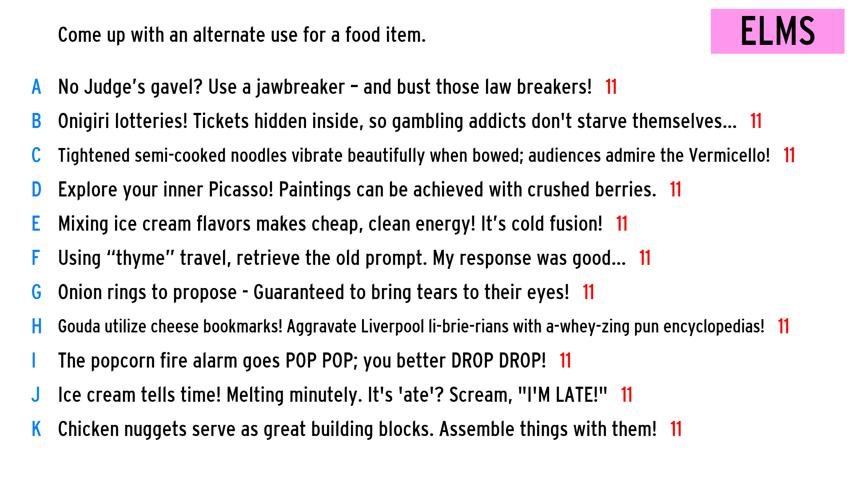 Come up with an alternate use for a food item.
ELMS
A No Judge’s gavel? Use a jawbreaker – and bust those law breakers! 11
B Onigiri lotteries! Tickets hidden inside, so gambling addicts don't starve themselves... 11
C Tightened semi-cooked noodles vibrate beautifully when bowed; audiences admire the Vermicello! 11
D Explore your inner Picasso! Paintings can be achieved with crushed berries. 11
E Mixing ice cream flavors makes cheap, clean energy! It’s cold fusion! 11
F Using “thyme” travel, retrieve the old prompt. My response was good... 11
G Onion rings to propose - Guaranteed to bring tears to their eyes! 11
H Gouda utilize cheese bookmarks! Aggravate Liverpool li-brie-rians with a-whey-zing pun encyclopedias! 11
I The popcorn fire alarm goes POP POP; you better DROP DROP! 11
J Ice cream tells time! Melting minutely. It's 'ate'? Scream, "I'M LATE!" 11
K Chicken nuggets serve as great building blocks. Assemble things with them! 11